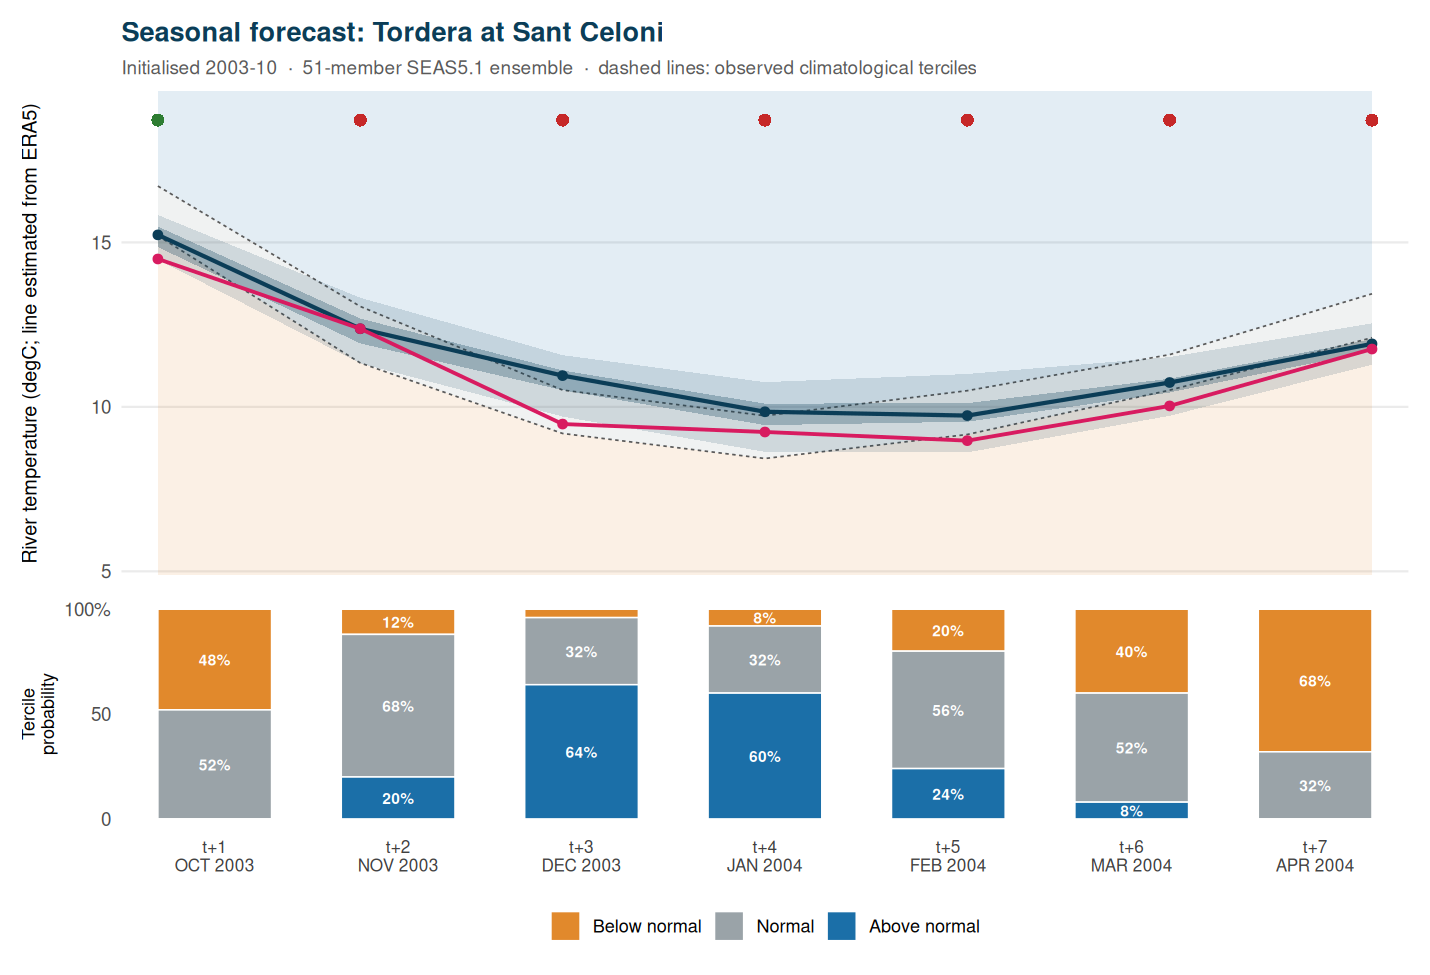 Seasonal forecast: Tordera at Sant Celoni
Initialised 2003-10 · 51-member SEAS5.1 ensemble · dashed lines: observed climatological terciles
River temperature (degC; line estimated from ERA5)
15
10
5
Tercile
probability
100%
50
0
48%
52%
12%
68%
20%
32%
64%
8%
32%
60%
20%
56%
24%
40%
52%
8%
68%
32%
t+1
OCT 2003
t+2
NOV 2003
t+3
DEC 2003
t+4
JAN 2004
t+5
FEB 2004
t+6
MAR 2004
t+7
APR 2004
Below normal
Normal
Above normal